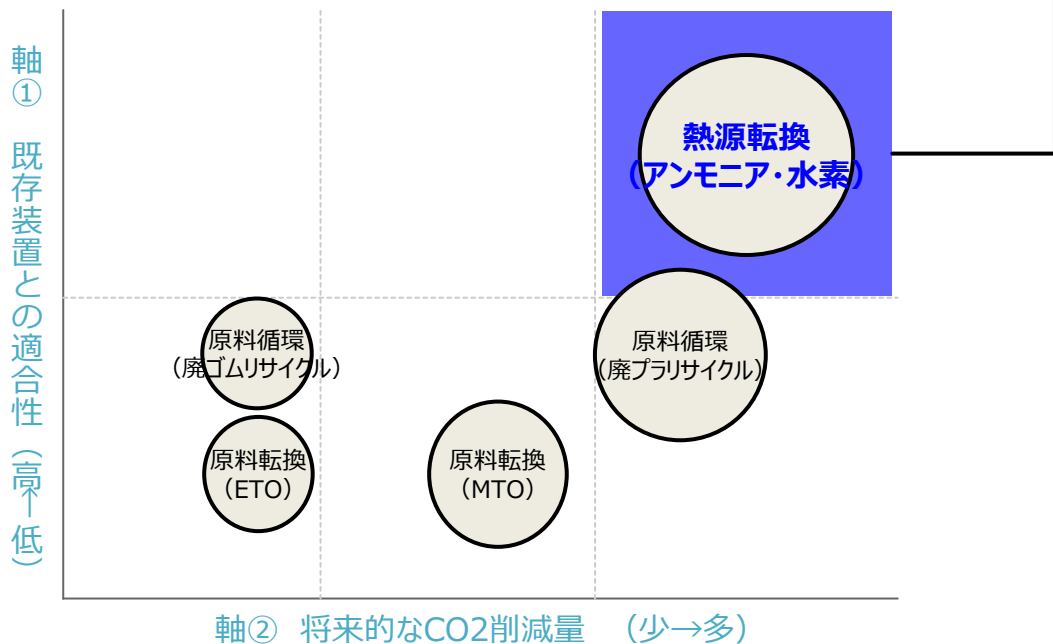 軸① 既存装置との適合性（高←低）
熱源転換
（アンモニア・水素）
原料循環
（廃ゴムリサイクル）
原料循環
（廃プラリサイクル）
原料転換
（ETO）
原料転換
（MTO）
軸② 将来的なCO2削減量 （少→多）